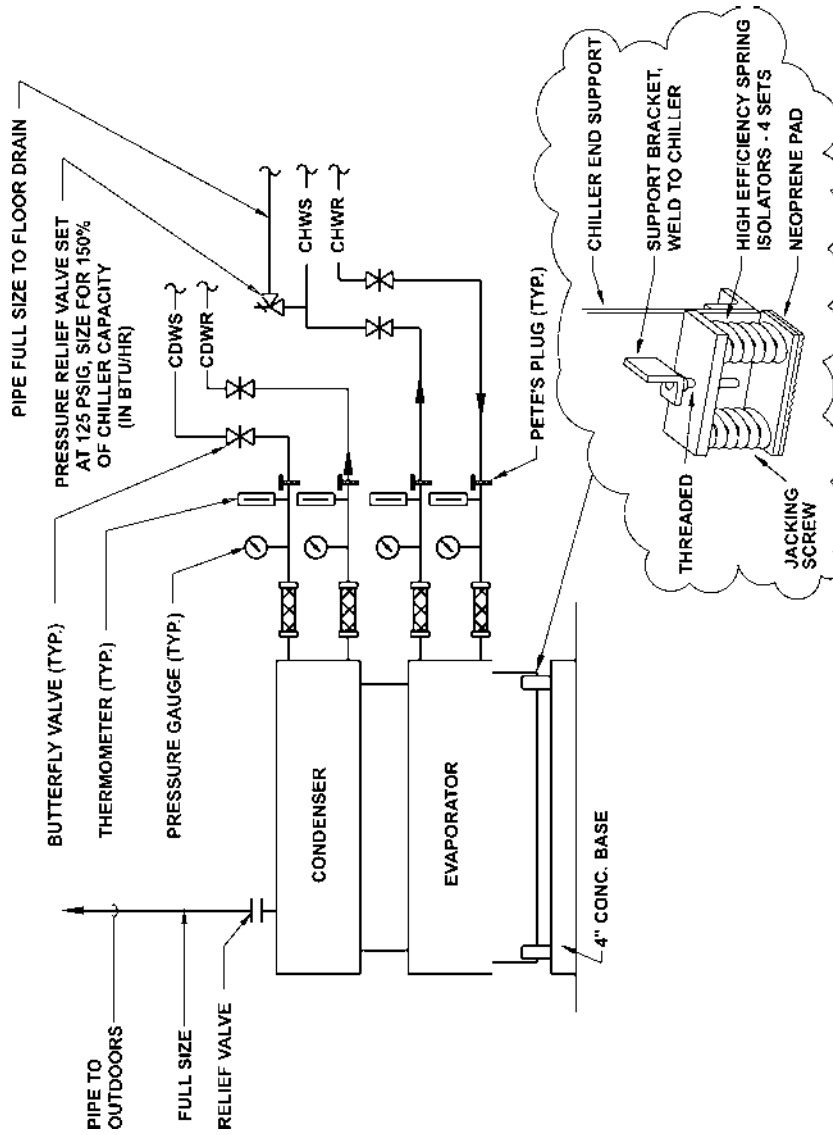 PIPE FULL SIZE TO FLOOR DRAIN
PRESSURE RELIEF VALVE SET
AT 125 PSIG, SIZE FOR 150%
OF CHILLER CAPACITY
(IN BTU/HR)
BUTTERFLY VALVE (TYP.)
THERMOMETER (TYP.)
PRESSURE GAUGE (TYP.)
CDWS
CDWR
CHWS
CHWR
PIPE TO
OUTDOORS
FULL SIZE
RELIEF VALVE
CONDENSER
EVAPORATOR
4" CONC. BASE
PETE'S PLUG (TYP.)
CHILLER END SUPPORT
SUPPORT BRACKET,
WELD TO CHILLER
HIGH EFFICIENCY SPRING
ISOLATORS - 4 SETS
NEOPRENE PAD
THREADED
JACKING
SCREW